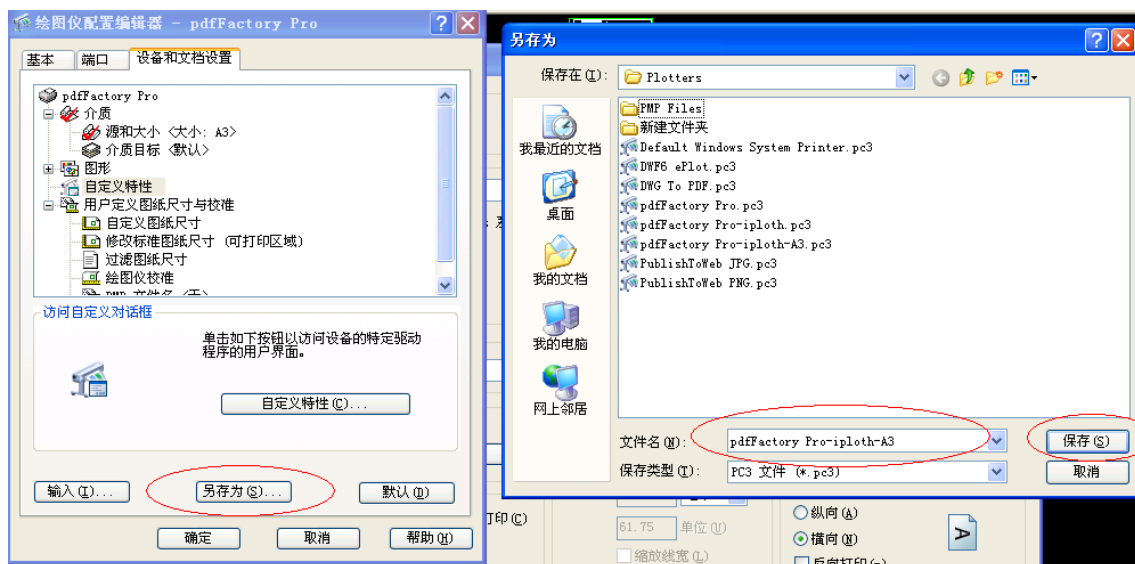 绘图仪配置编辑器 - pdfFactory Pro
基本 端口 设备和文档设置
pdfFactory Pro
介质
源和大小 <大小: A3>
介质目标 <默认>
图形
自定义特性
用户定义图纸尺寸与校准
自定义图纸尺寸
修改标准图纸尺寸 (可打印区域)
过滤图纸尺寸
绘图仪校准
PMP 文件名 <无>
访问自定义对话框
单击如下按钮以访问设备的特定驱动
程序的用户界面。
自定义特性(C)...
输入(I)... 另存为(S)... 默认(D)
确定 取消 帮助(H)
另存为
保存在(I): Plotters
我最近的文档
桌面
我的文档
我的电脑
网上邻居
PMP Files
新建文件夹
Default Windows System Printer.pc3
DWF6 ePlot.pc3
DWG To PDF.pc3
pdfFactory Pro.pc3
pdfFactory Pro-iploth.pc3
pdfFactory Pro-iploth-A3.pc3
PublishToWeb JPG.pc3
PublishToWeb PNG.pc3
文件名(N): pdfFactory Pro-iploth-A3 保存(S)
保存类型(T): PC3 文件 (*.pc3) 取消
打印(C)
61.75 单位(U)
缩放线宽(L)
纵向(A)
横向(N)
反向打印(-)
A